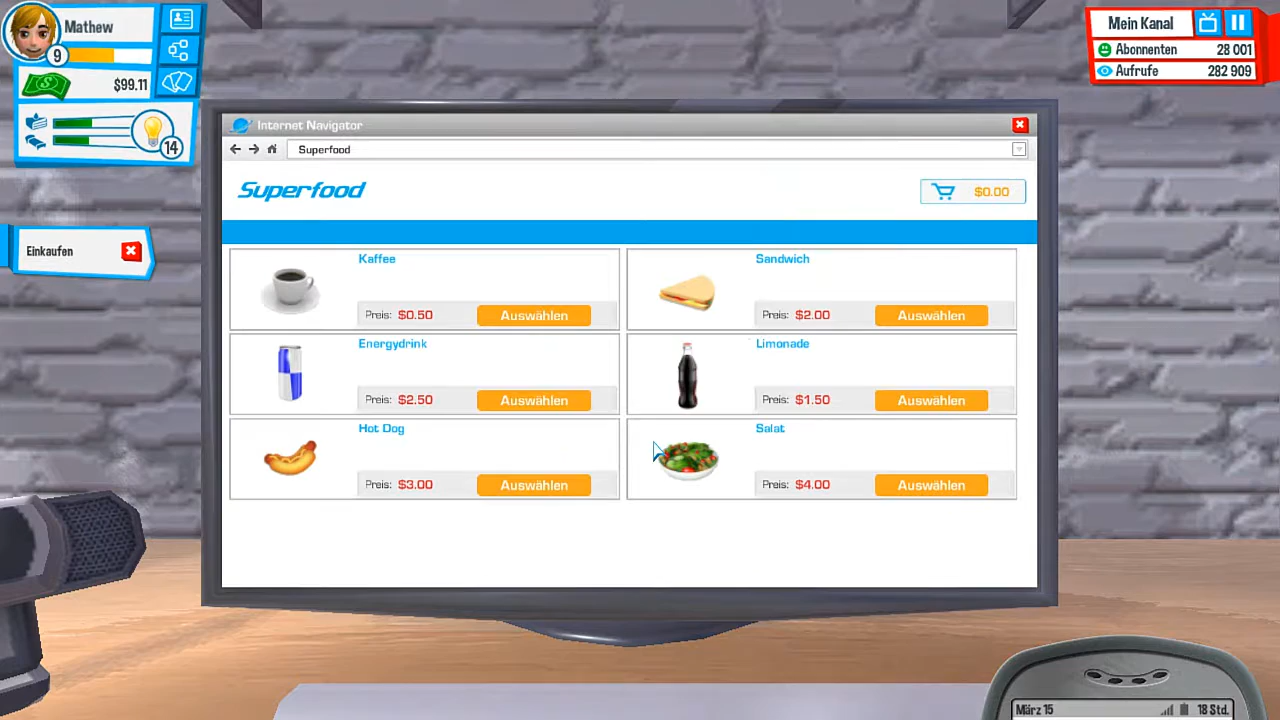 Mathew
9
$99.11
14
Mein Kanal
Abonnenten 28 001
Aufrufe 282 909
Einkaufen
Internet Navigator
Superfood
Superfood
$0.00
Kaffee
Preis: $0.50 Auswählen
Sandwich
Preis: $2.00 Auswählen
Energydrink
Preis: $2.50 Auswählen
Limonade
Preis: $1.50 Auswählen
Hot Dog
Preis: $3.00 Auswählen
Salat
Preis: $4.00 Auswählen
März 15 18 Std.